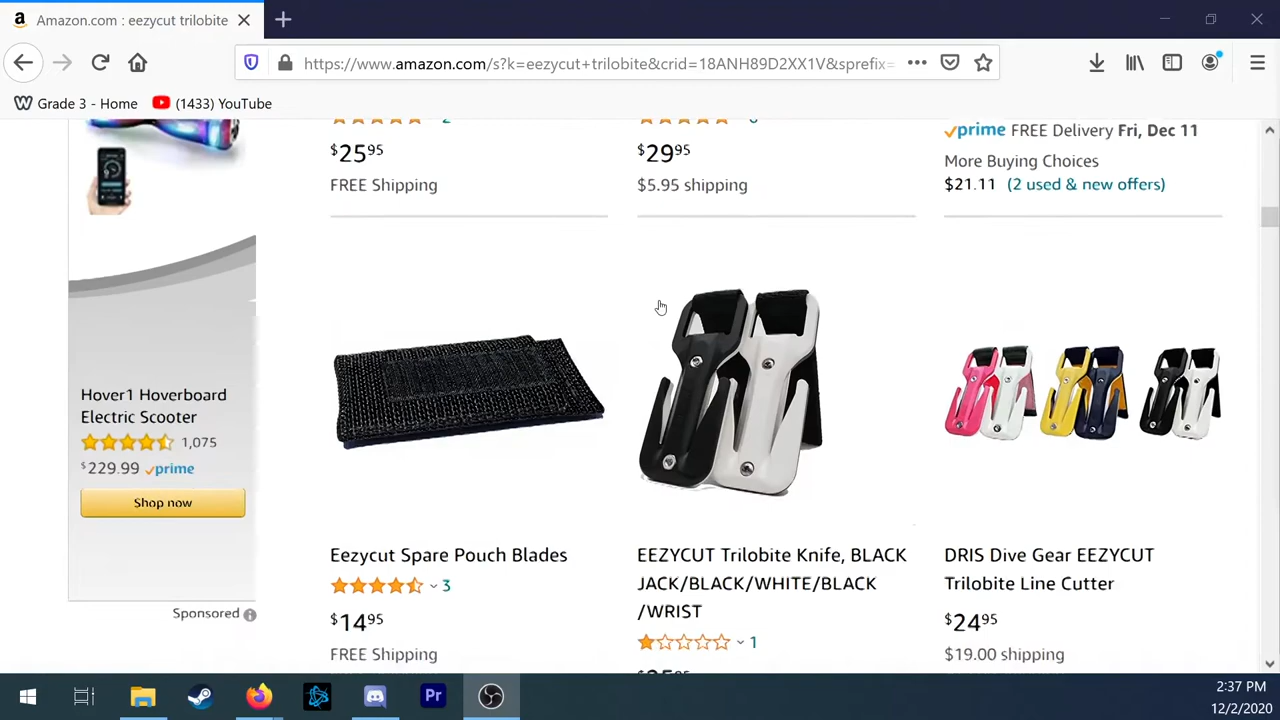 Amazon.com : eezycut trilobite
https://www.amazon.com/s?k=eezycut+trilobite&crid=18ANH89D2XX1V&sprefix=
Grade 3 - Home
(1433) YouTube
2
6
$25.95
FREE Shipping
$29.95
$5.95 shipping
prime FREE Delivery Fri, Dec 11
More Buying Choices
$21.11 (2 used & new offers)
Hover1 Hoverboard
Electric Scooter
1,075
$229.99 prime
Shop now
Sponsored
Eezycut Spare Pouch Blades
3
$14.95
FREE Shipping
EEZYCUT Trilobite Knife, BLACK
JACK/BLACK/WHITE/BLACK
/WRIST
1
DRIS Dive Gear EEZYCUT
Trilobite Line Cutter
$24.95
$19.00 shipping
Pr
2:37 PM
12/2/2020